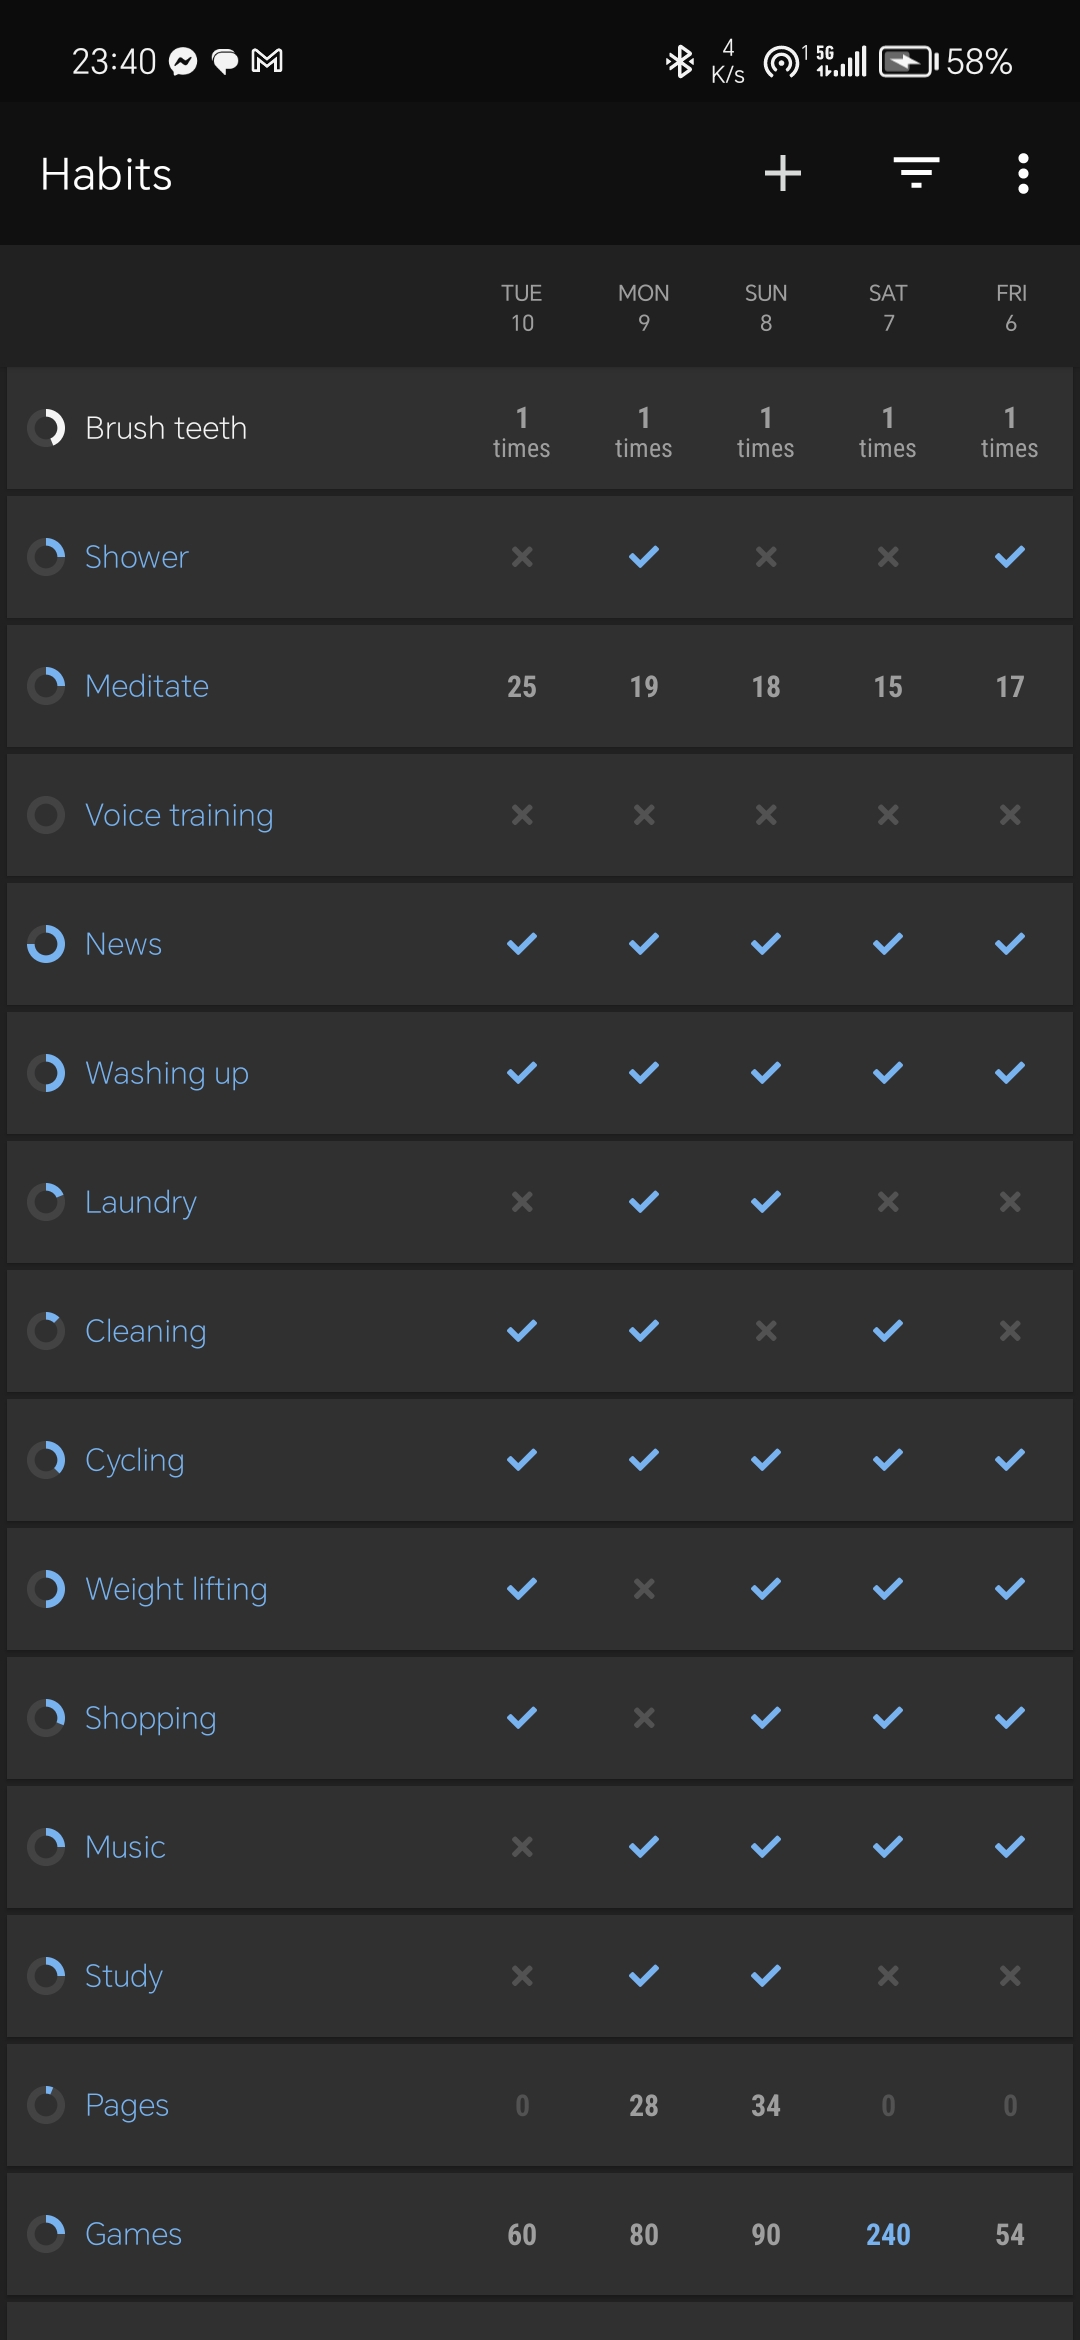 23:40 4 K/s 1 5G 58%
Habits
TUE MON SUN SAT FRI
10 9 8 7 6
Brush teeth 1 times 1 times 1 times 1 times 1 times
Shower
Meditate 25 19 18 15 17
Voice training
News
Washing up
Laundry
Cleaning
Cycling
Weight lifting
Shopping
Music
Study
Pages 0 28 34 0 0
Games 60 80 90 240 54